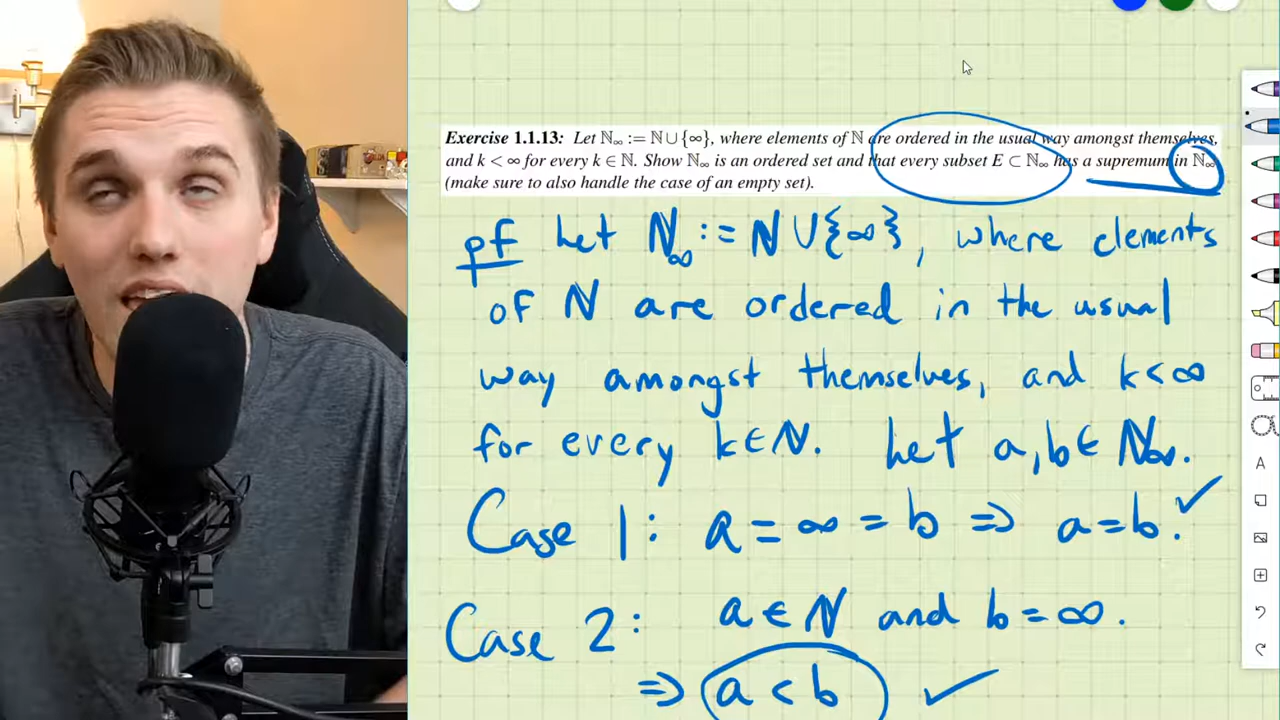 Exercise 1.1.13: Let ℕ∞ := ℕ∪{∞}, where elements of ℕ are ordered in the usual way amongst themselves,
and k < ∞ for every k ∈ ℕ. Show ℕ∞ is an ordered set and that every subset E ⊂ ℕ∞ has a supremum in ℕ∞
(make sure to also handle the case of an empty set).
pf Let ℕ∞ := ℕ∪{∞}, where elements
of ℕ are ordered in the usual
way amongst themselves, and k<∞
for every k∈ℕ. Let a,b∈ ℕ∞.
Case 1: a = ∞ = b ⇒ a=b. ✓
Case 2: a∈ℕ and b=∞.
⇒ a < b ✓
A